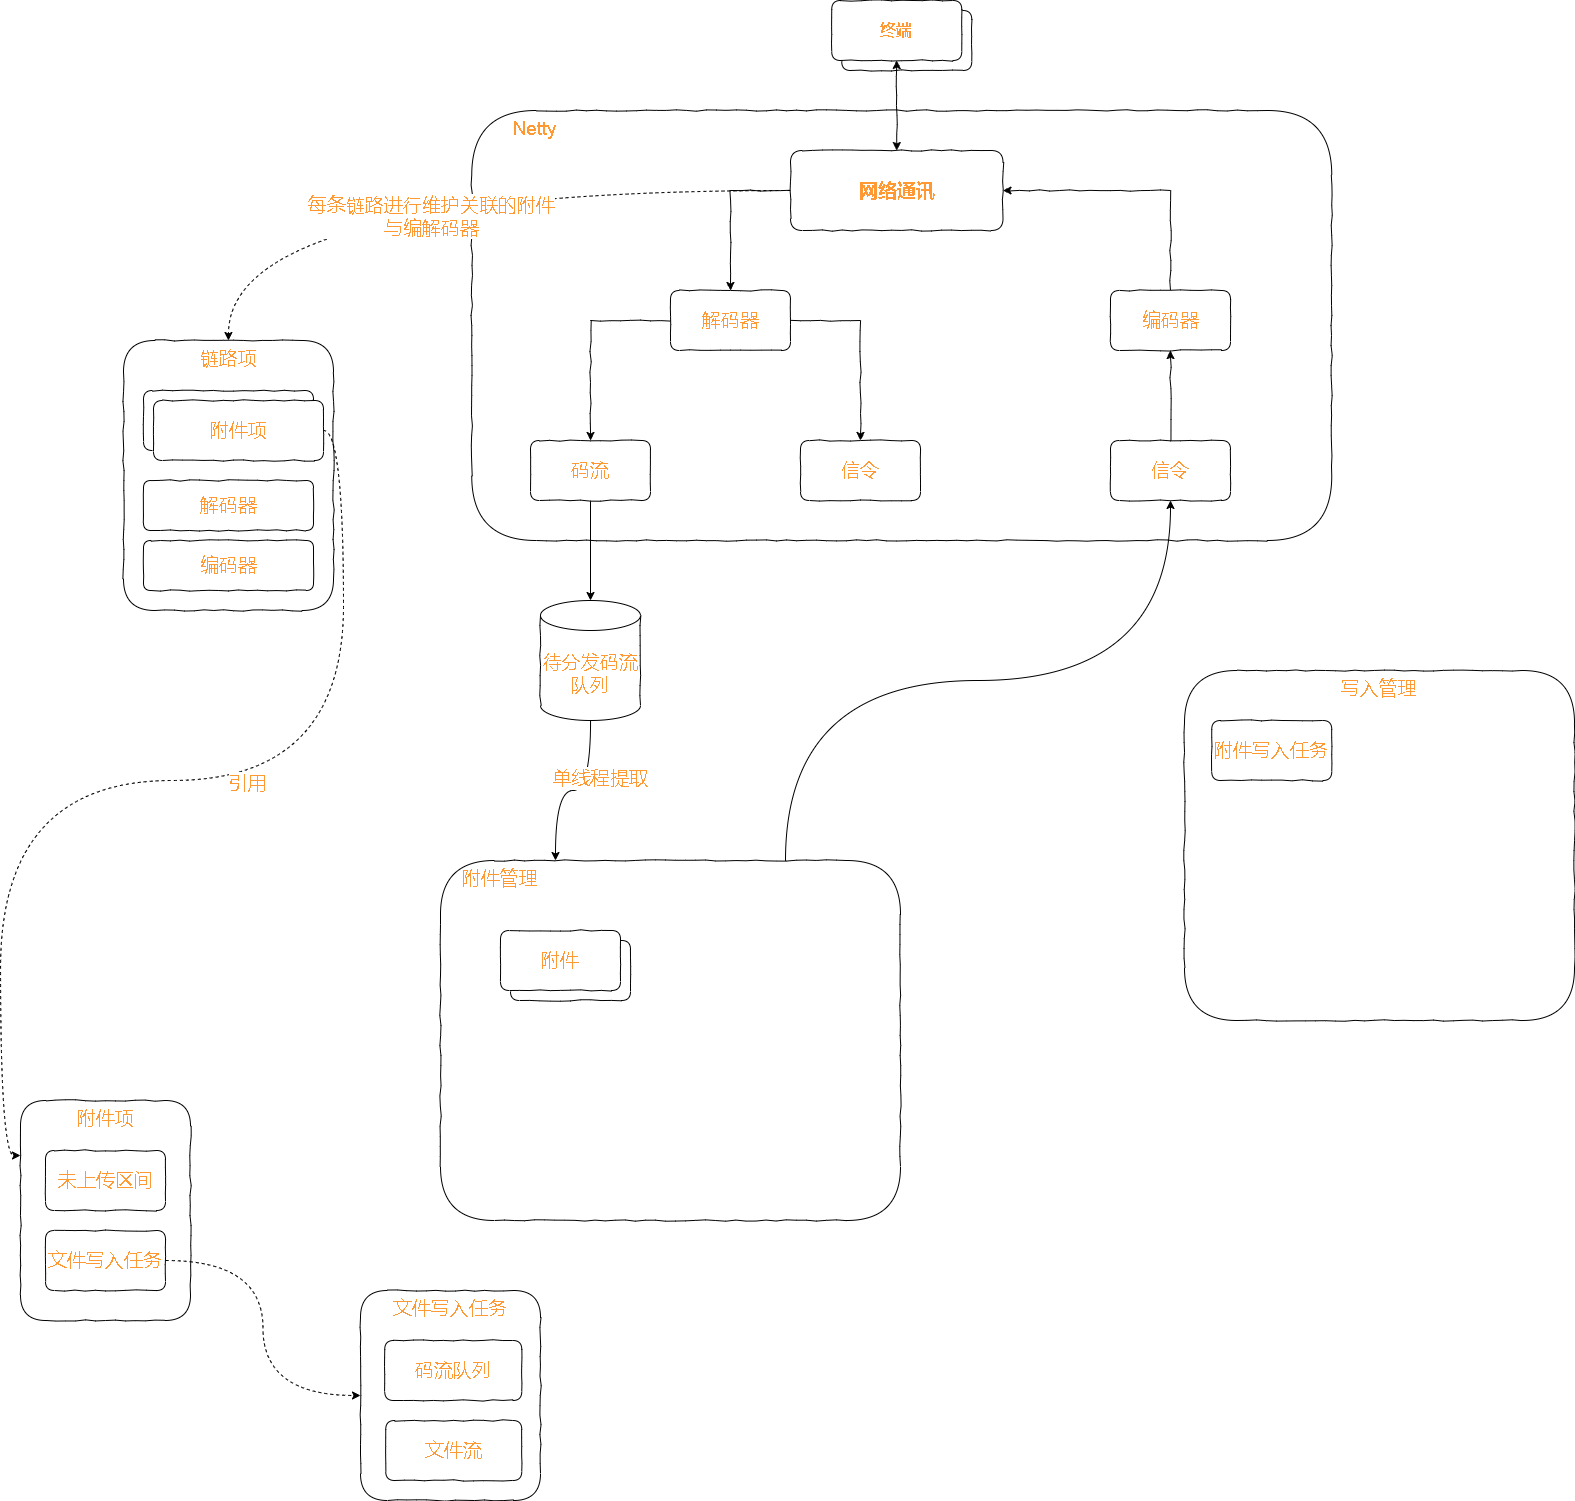 终端
Netty
网络通讯
每条链路进行维护关联的附件
与编解码器
解码器
编码器
链路项
附件项
解码器
编码器
码流
信令
信令
待分发码流
队列
写入管理
附件写入任务
引用
单线程提取
附件管理
附件
附件项
未上传区间
文件写入任务
文件写入任务
码流队列
文件流